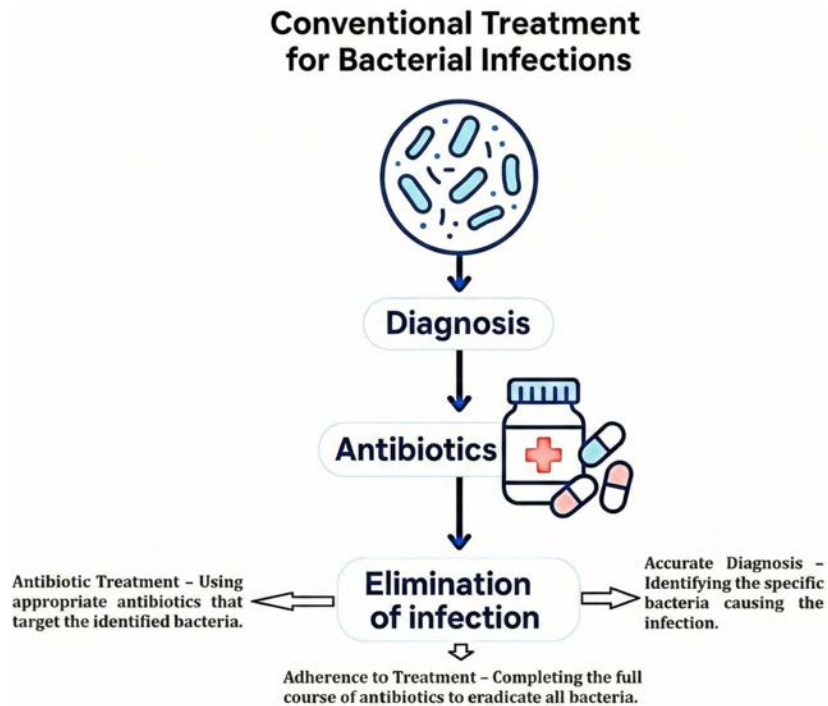 Conventional Treatment
for Bacterial Infections
Diagnosis
Antibiotics
Elimination
of infection
Antibiotic Treatment – Using
appropriate antibiotics that
target the identified bacteria.
Accurate Diagnosis –
Identifying the specific
bacteria causing the
infection.
Adherence to Treatment – Completing the full
course of antibiotics to eradicate all bacteria.